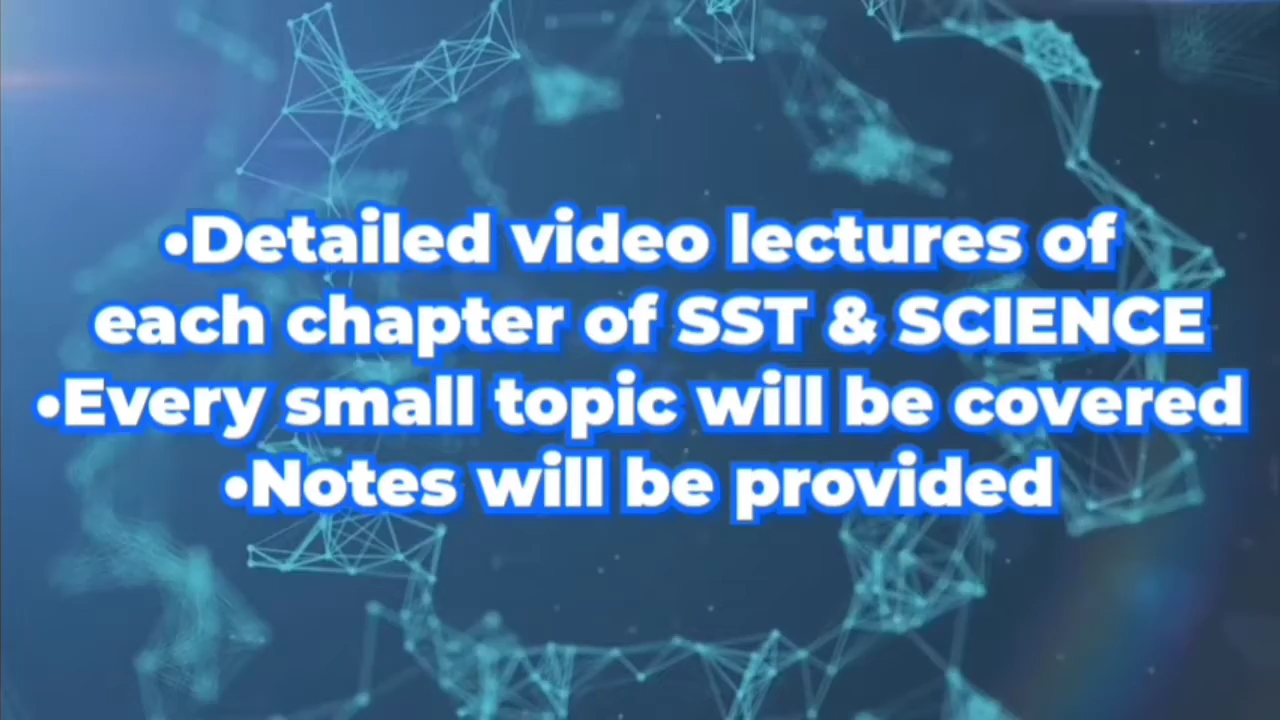 •Detailed video lectures of
each chapter of SST & SCIENCE
•Every small topic will be covered
•Notes will be provided